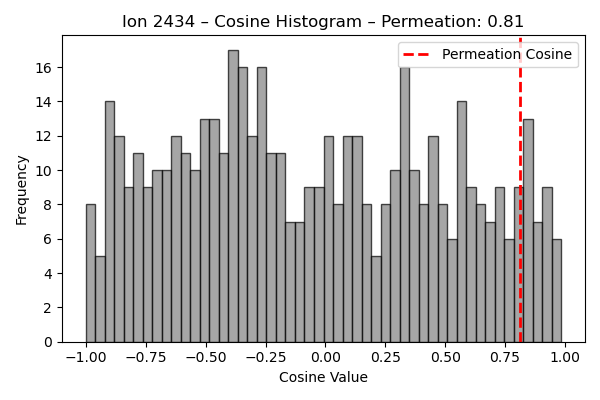 Ion 2434 – Cosine Histogram – Permeation: 0.81
Permeation Cosine
Frequency
16
14
12
10
8
6
4
2
0
−1.00 −0.75 −0.50 −0.25 0.00 0.25 0.50 0.75 1.00
Cosine Value